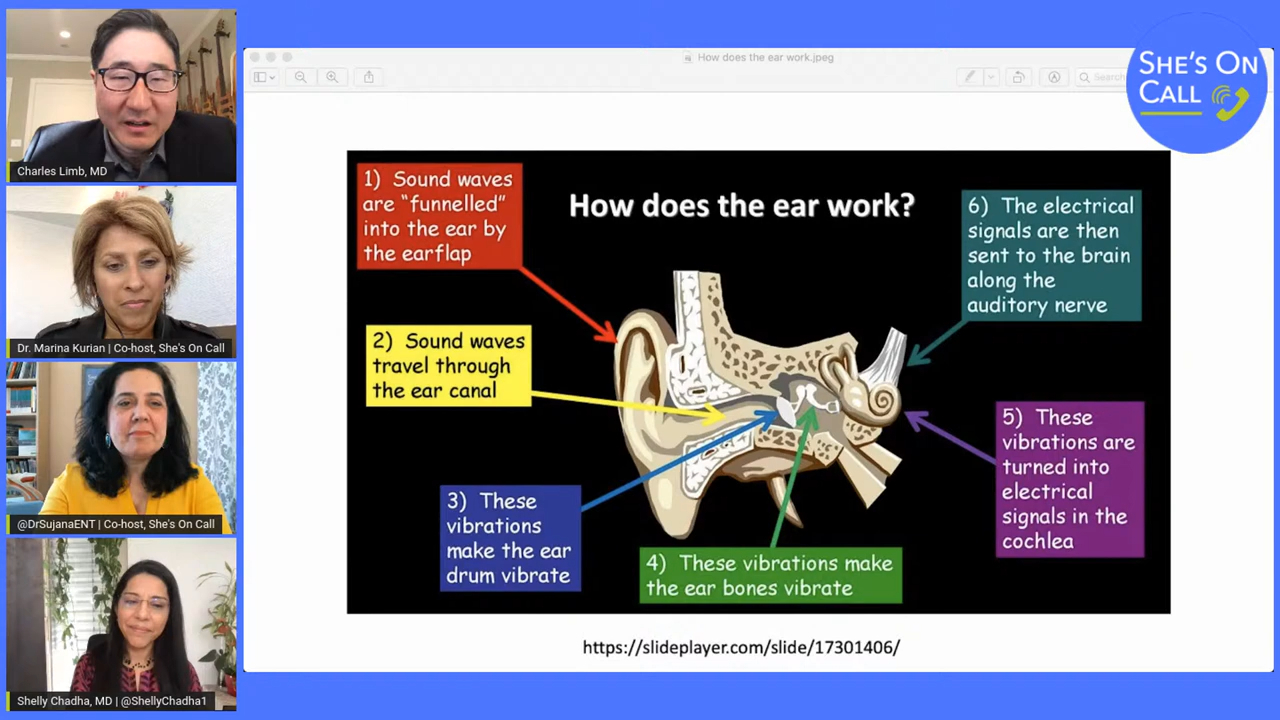 Charles Limb, MD
Dr. Marina Kurian | Co-host, She's On Call
@DrSujanaENT | Co-host, She's On Call
Shelly Chadha, MD | @ShellyChadha1
How does the ear work.jpeg
Search
SHE'S ON
CALL
How does the ear work?
1) Sound waves
are “funnelled”
into the ear by
the earflap
2) Sound waves
travel through
the ear canal
3) These
vibrations
make the ear
drum vibrate
4) These vibrations make
the ear bones vibrate
5) These
vibrations are
turned into
electrical
signals in the
cochlea
6) The electrical
signals are then
sent to the brain
along the
auditory nerve
https://slideplayer.com/slide/17301406/